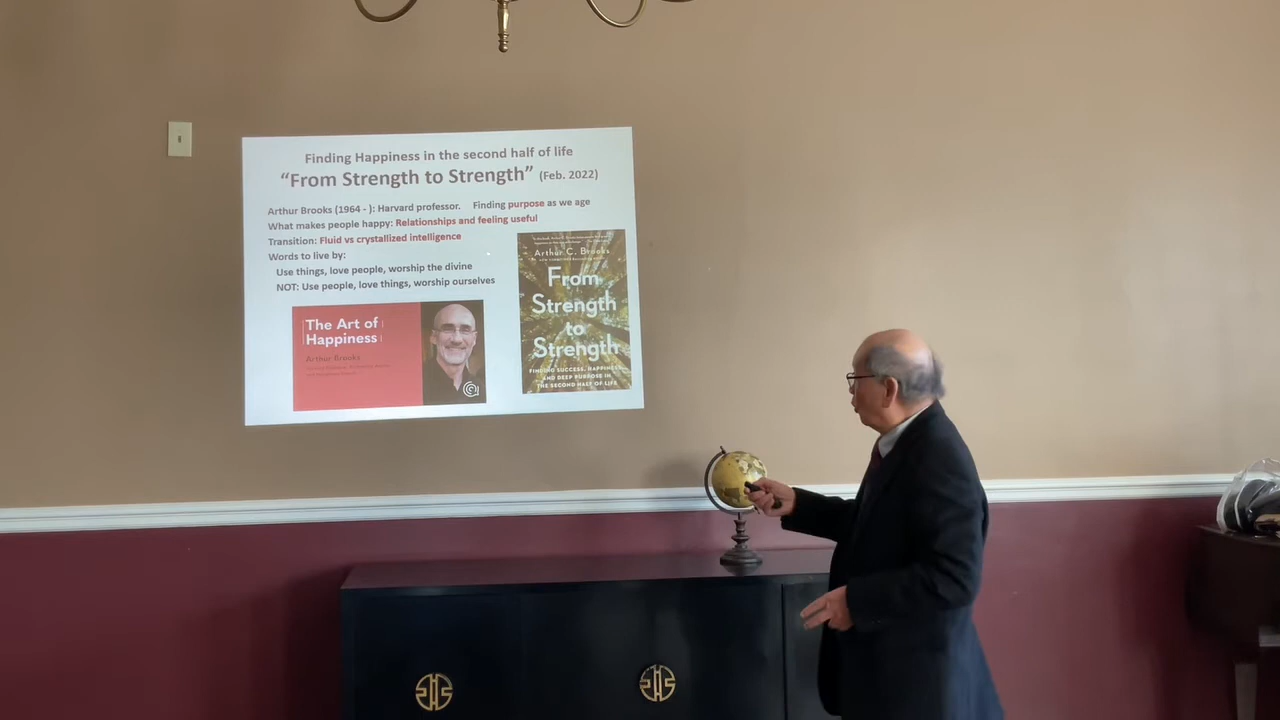 Finding Happiness in the second half of life
“From Strength to Strength” (Feb. 2022)
Arthur Brooks (1964 - ): Harvard professor. Finding purpose as we age
What makes people happy: Relationships and feeling useful
Transition: Fluid vs crystallized intelligence
Words to live by:
Use things, love people, worship the divine
NOT: Use people, love things, worship ourselves
The Art of
Happiness
Arthur Brooks
Arthur C. Brooks
From
Strength
to
Strength
FINDING SUCCESS, HAPPINESS,
AND DEEP PURPOSE IN
THE SECOND HALF OF LIFE